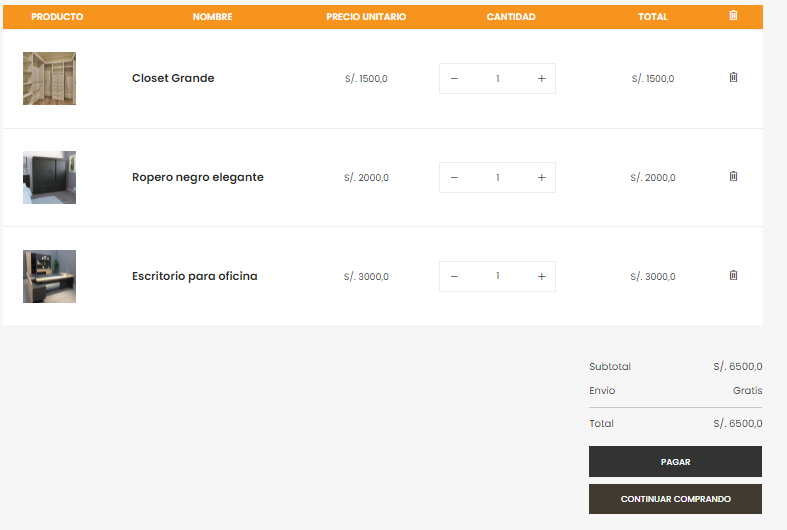 PRODUCTO NOMBRE PRECIO UNITARIO CANTIDAD TOTAL
Closet Grande S/. 1500,0 − 1 + S/. 1500,0
Ropero negro elegante S/. 2000,0 − 1 + S/. 2000,0
Escritorio para oficina S/. 3000,0 − 1 + S/. 3000,0
Subtotal S/. 6500,0
Envio Gratis
Total S/. 6500,0
PAGAR
CONTINUAR COMPRANDO